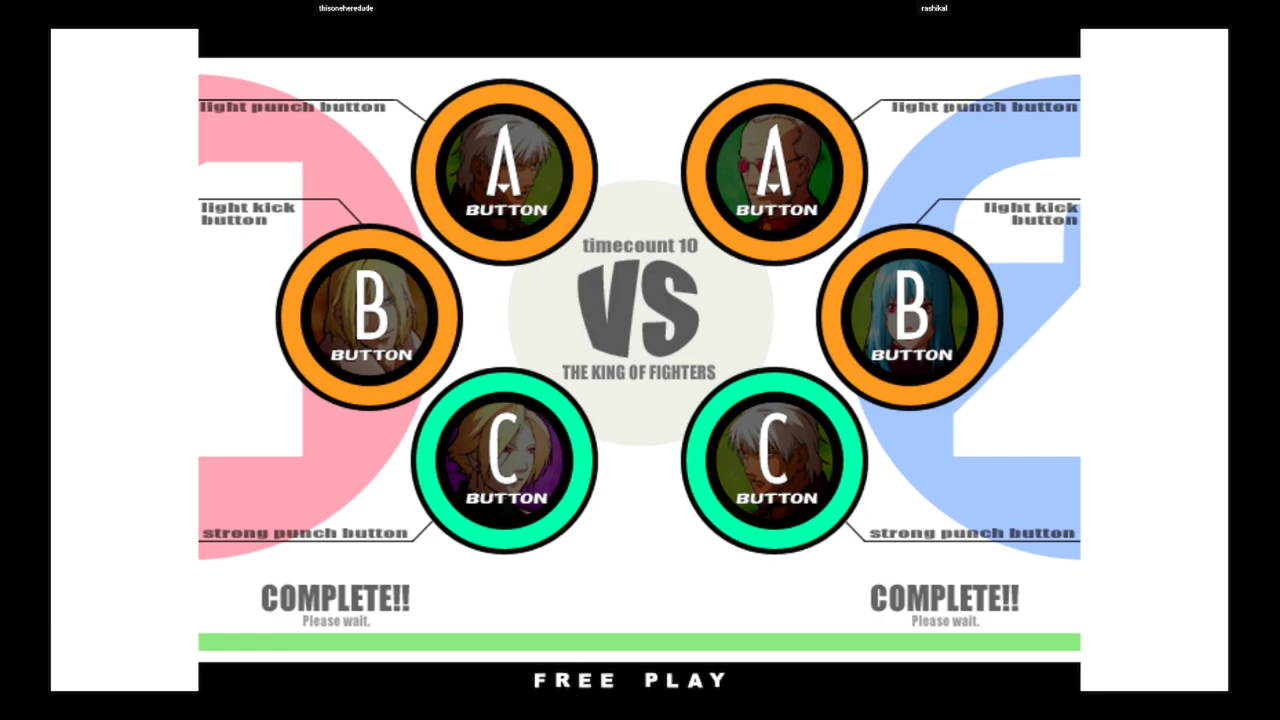 thisoneheredude
rashikal
light punch button
light punch button
A
BUTTON
A
BUTTON
light kick
button
light kick
button
timecount 10
VS
THE KING OF FIGHTERS
B
BUTTON
B
BUTTON
C
BUTTON
C
BUTTON
strong punch button
strong punch button
COMPLETE!!
Please wait.
COMPLETE!!
Please wait.
FREE PLAY
1
2